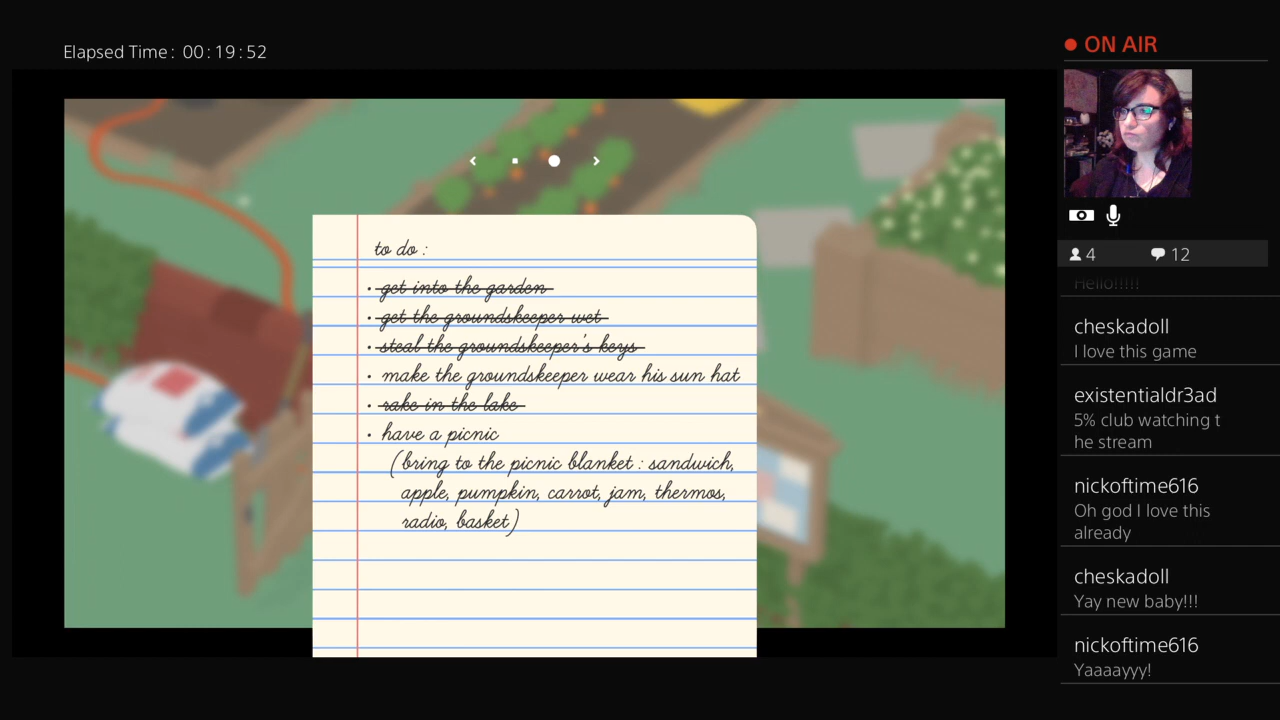 Elapsed Time: 00:19:52
ON AIR
4 12
to do :
• get into the garden
• get the groundskeeper wet
• steal the groundskeeper's keys
• make the groundskeeper wear his sun hat
• rake in the lake
• have a picnic
(bring to the picnic blanket : sandwich,
apple, pumpkin, carrot, jam, thermos,
radio, basket)
Hello!!!!!
cheskadoll
I love this game
existentialdr3ad
5% club watching t
he stream
nickoftime616
Oh god I love this
already
cheskadoll
Yay new baby!!!
nickoftime616
Yaaaayyy!